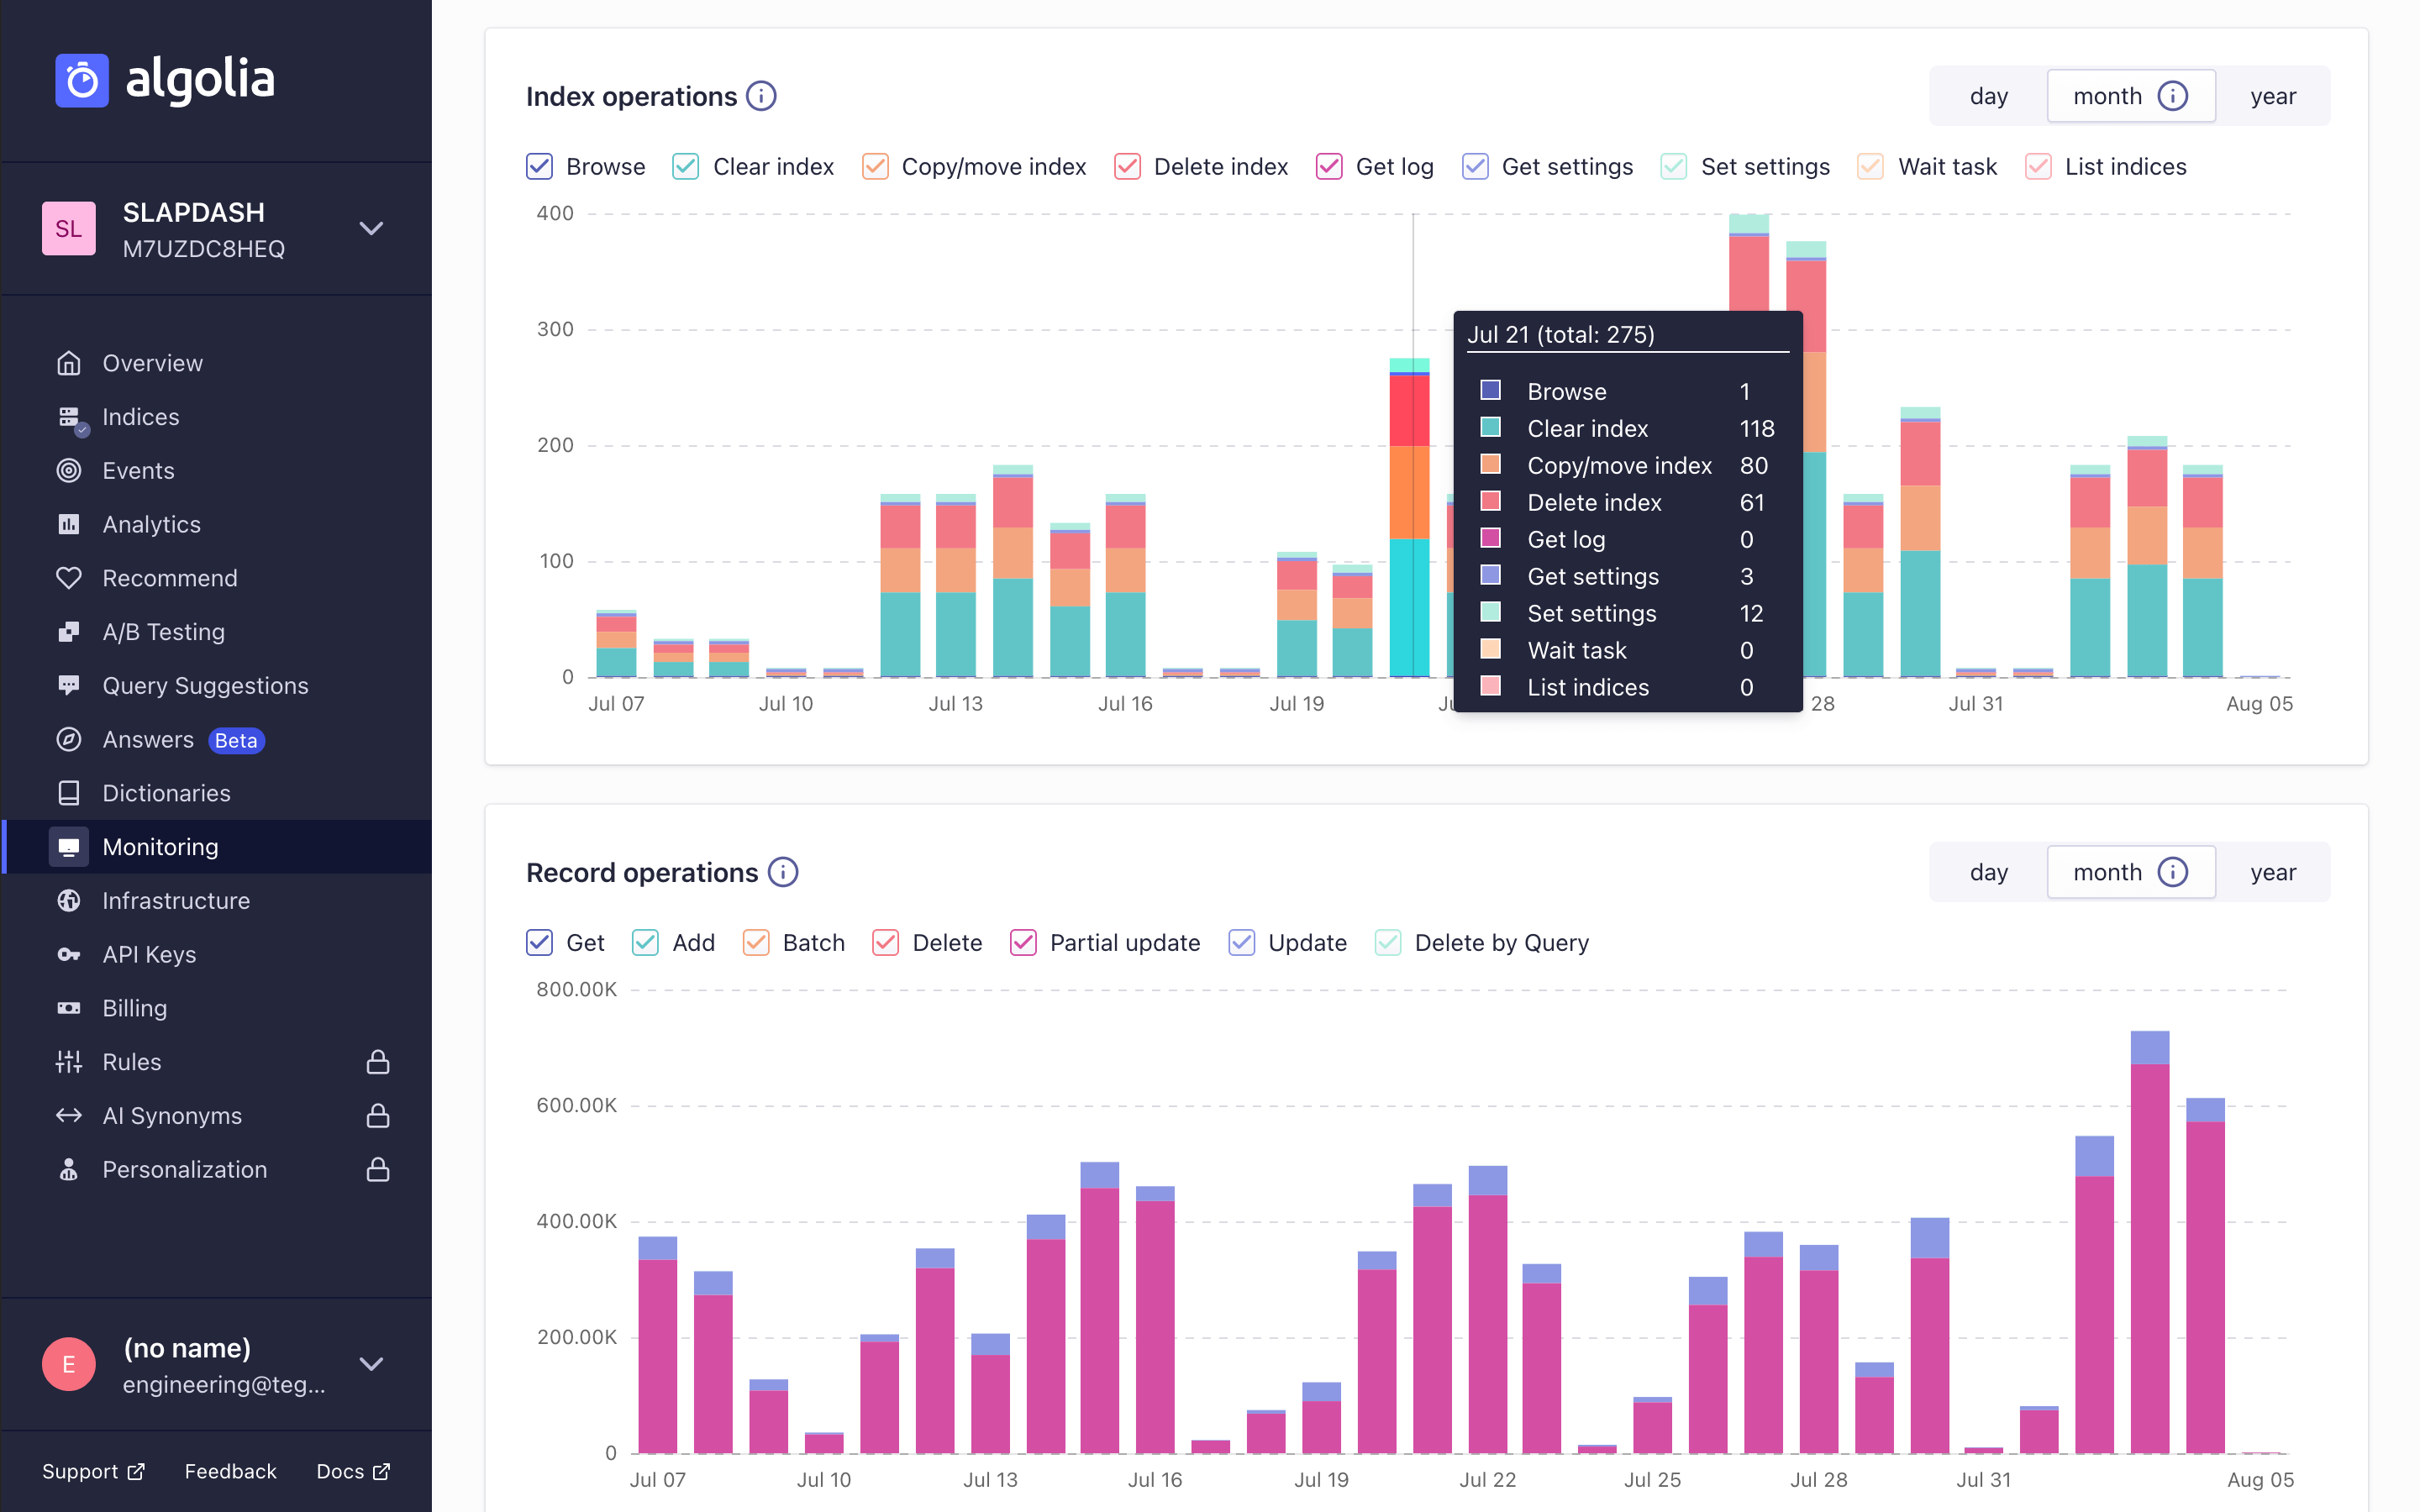 algolia
SL
SLAPDASH
M7UZDC8HEQ
Overview
Indices
Events
Analytics
Recommend
A/B Testing
Query Suggestions
Answers Beta
Dictionaries
Monitoring
Infrastructure
API Keys
Billing
Rules
AI Synonyms
Personalization
E
(no name)
engineering@teg...
Support Feedback Docs
Index operations
day month year
Browse Clear index Copy/move index Delete index Get log Get settings Set settings Wait task List indices
400
300
200
100
0
Jul 07 Jul 10 Jul 13 Jul 16 Jul 19 28 Jul 31 Aug 05
Jul 21 (total: 275)
Browse 1
Clear index 118
Copy/move index 80
Delete index 61
Get log 0
Get settings 3
Set settings 12
Wait task 0
List indices 0
Record operations
day month year
Get Add Batch Delete Partial update Update Delete by Query
800.00K
600.00K
400.00K
200.00K
0
Jul 07 Jul 10 Jul 13 Jul 16 Jul 19 Jul 22 Jul 25 Jul 28 Jul 31 Aug 05